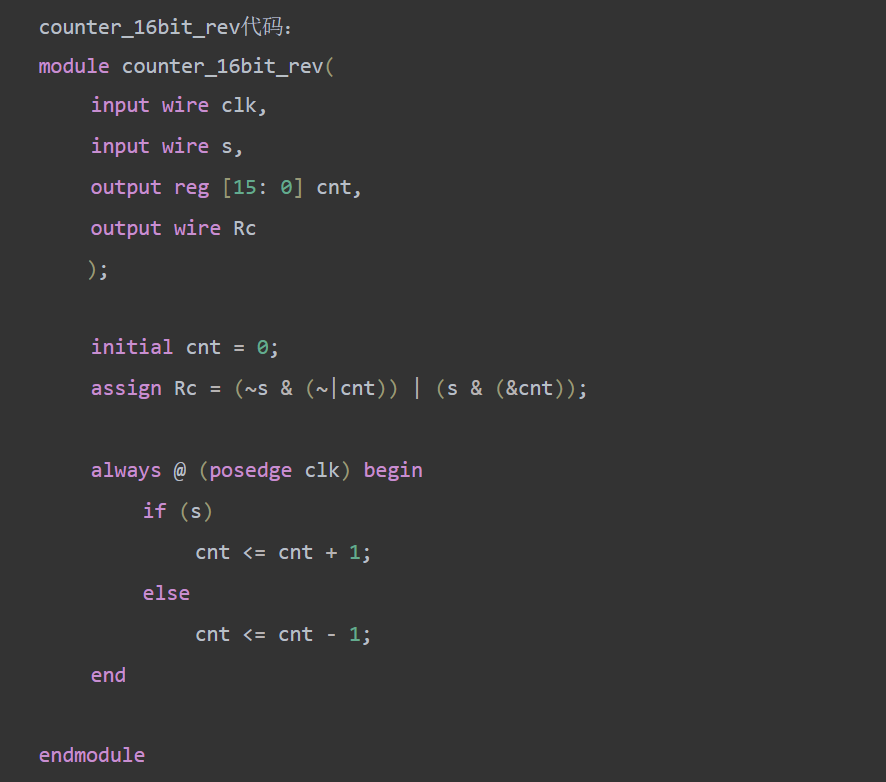 counter_16bit_rev代码：
module counter_16bit_rev(
input wire clk,
input wire s,
output reg [15: 0] cnt,
output wire Rc
);
initial cnt = 0;
assign Rc = (~s & (~|cnt)) | (s & (&cnt));
always @ (posedge clk) begin
if (s)
cnt <= cnt + 1;
else
cnt <= cnt - 1;
end
endmodule